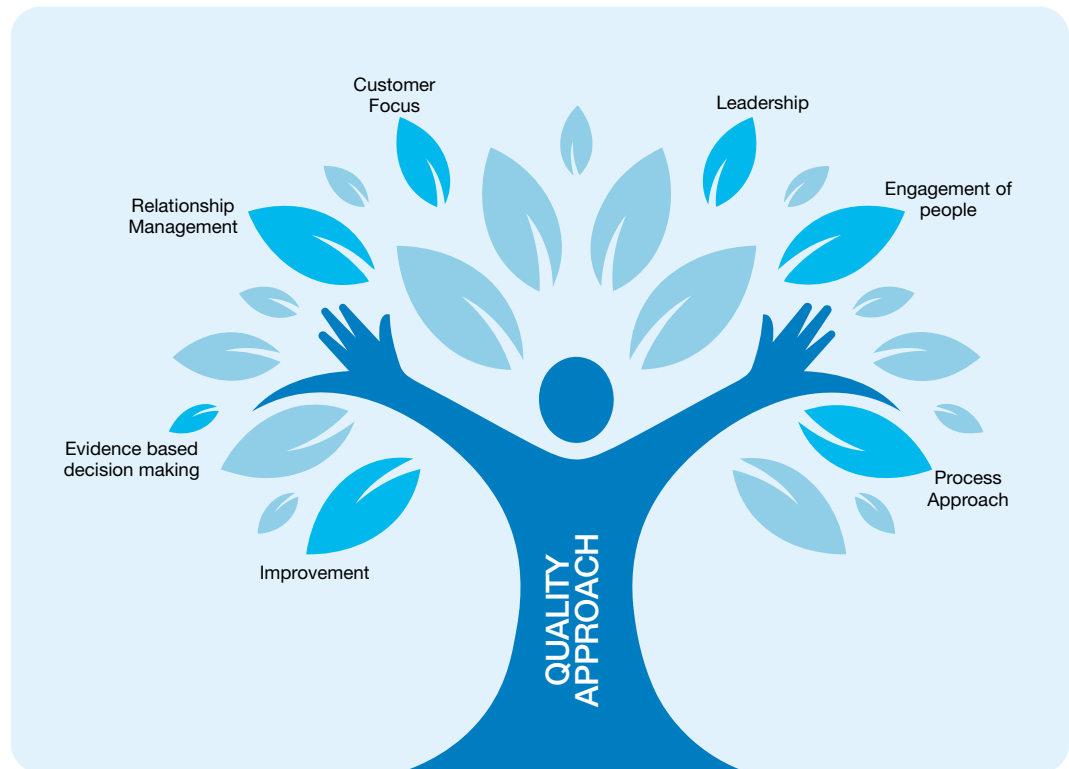 Customer
Focus
Leadership
Relationship
Management
Engagement of
people
Evidence based
decision making
Process
Approach
Improvement
QUALITY
APPROACH